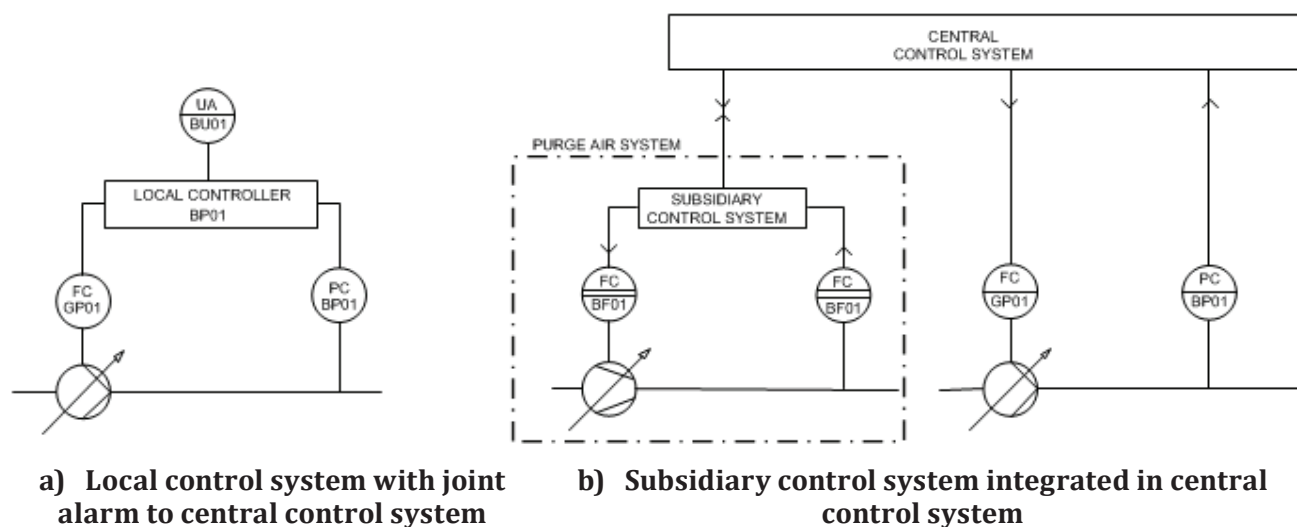 UA
BU01
LOCAL CONTROLLER
BP01
FC
GP01
PC
BP01
a) Local control system with joint
alarm to central control system
CENTRAL
CONTROL SYSTEM
PURGE AIR SYSTEM
SUBSIDIARY
CONTROL SYSTEM
FC
BF01
FC
BF01
FC
GP01
PC
BP01
b) Subsidiary control system integrated in central
control system